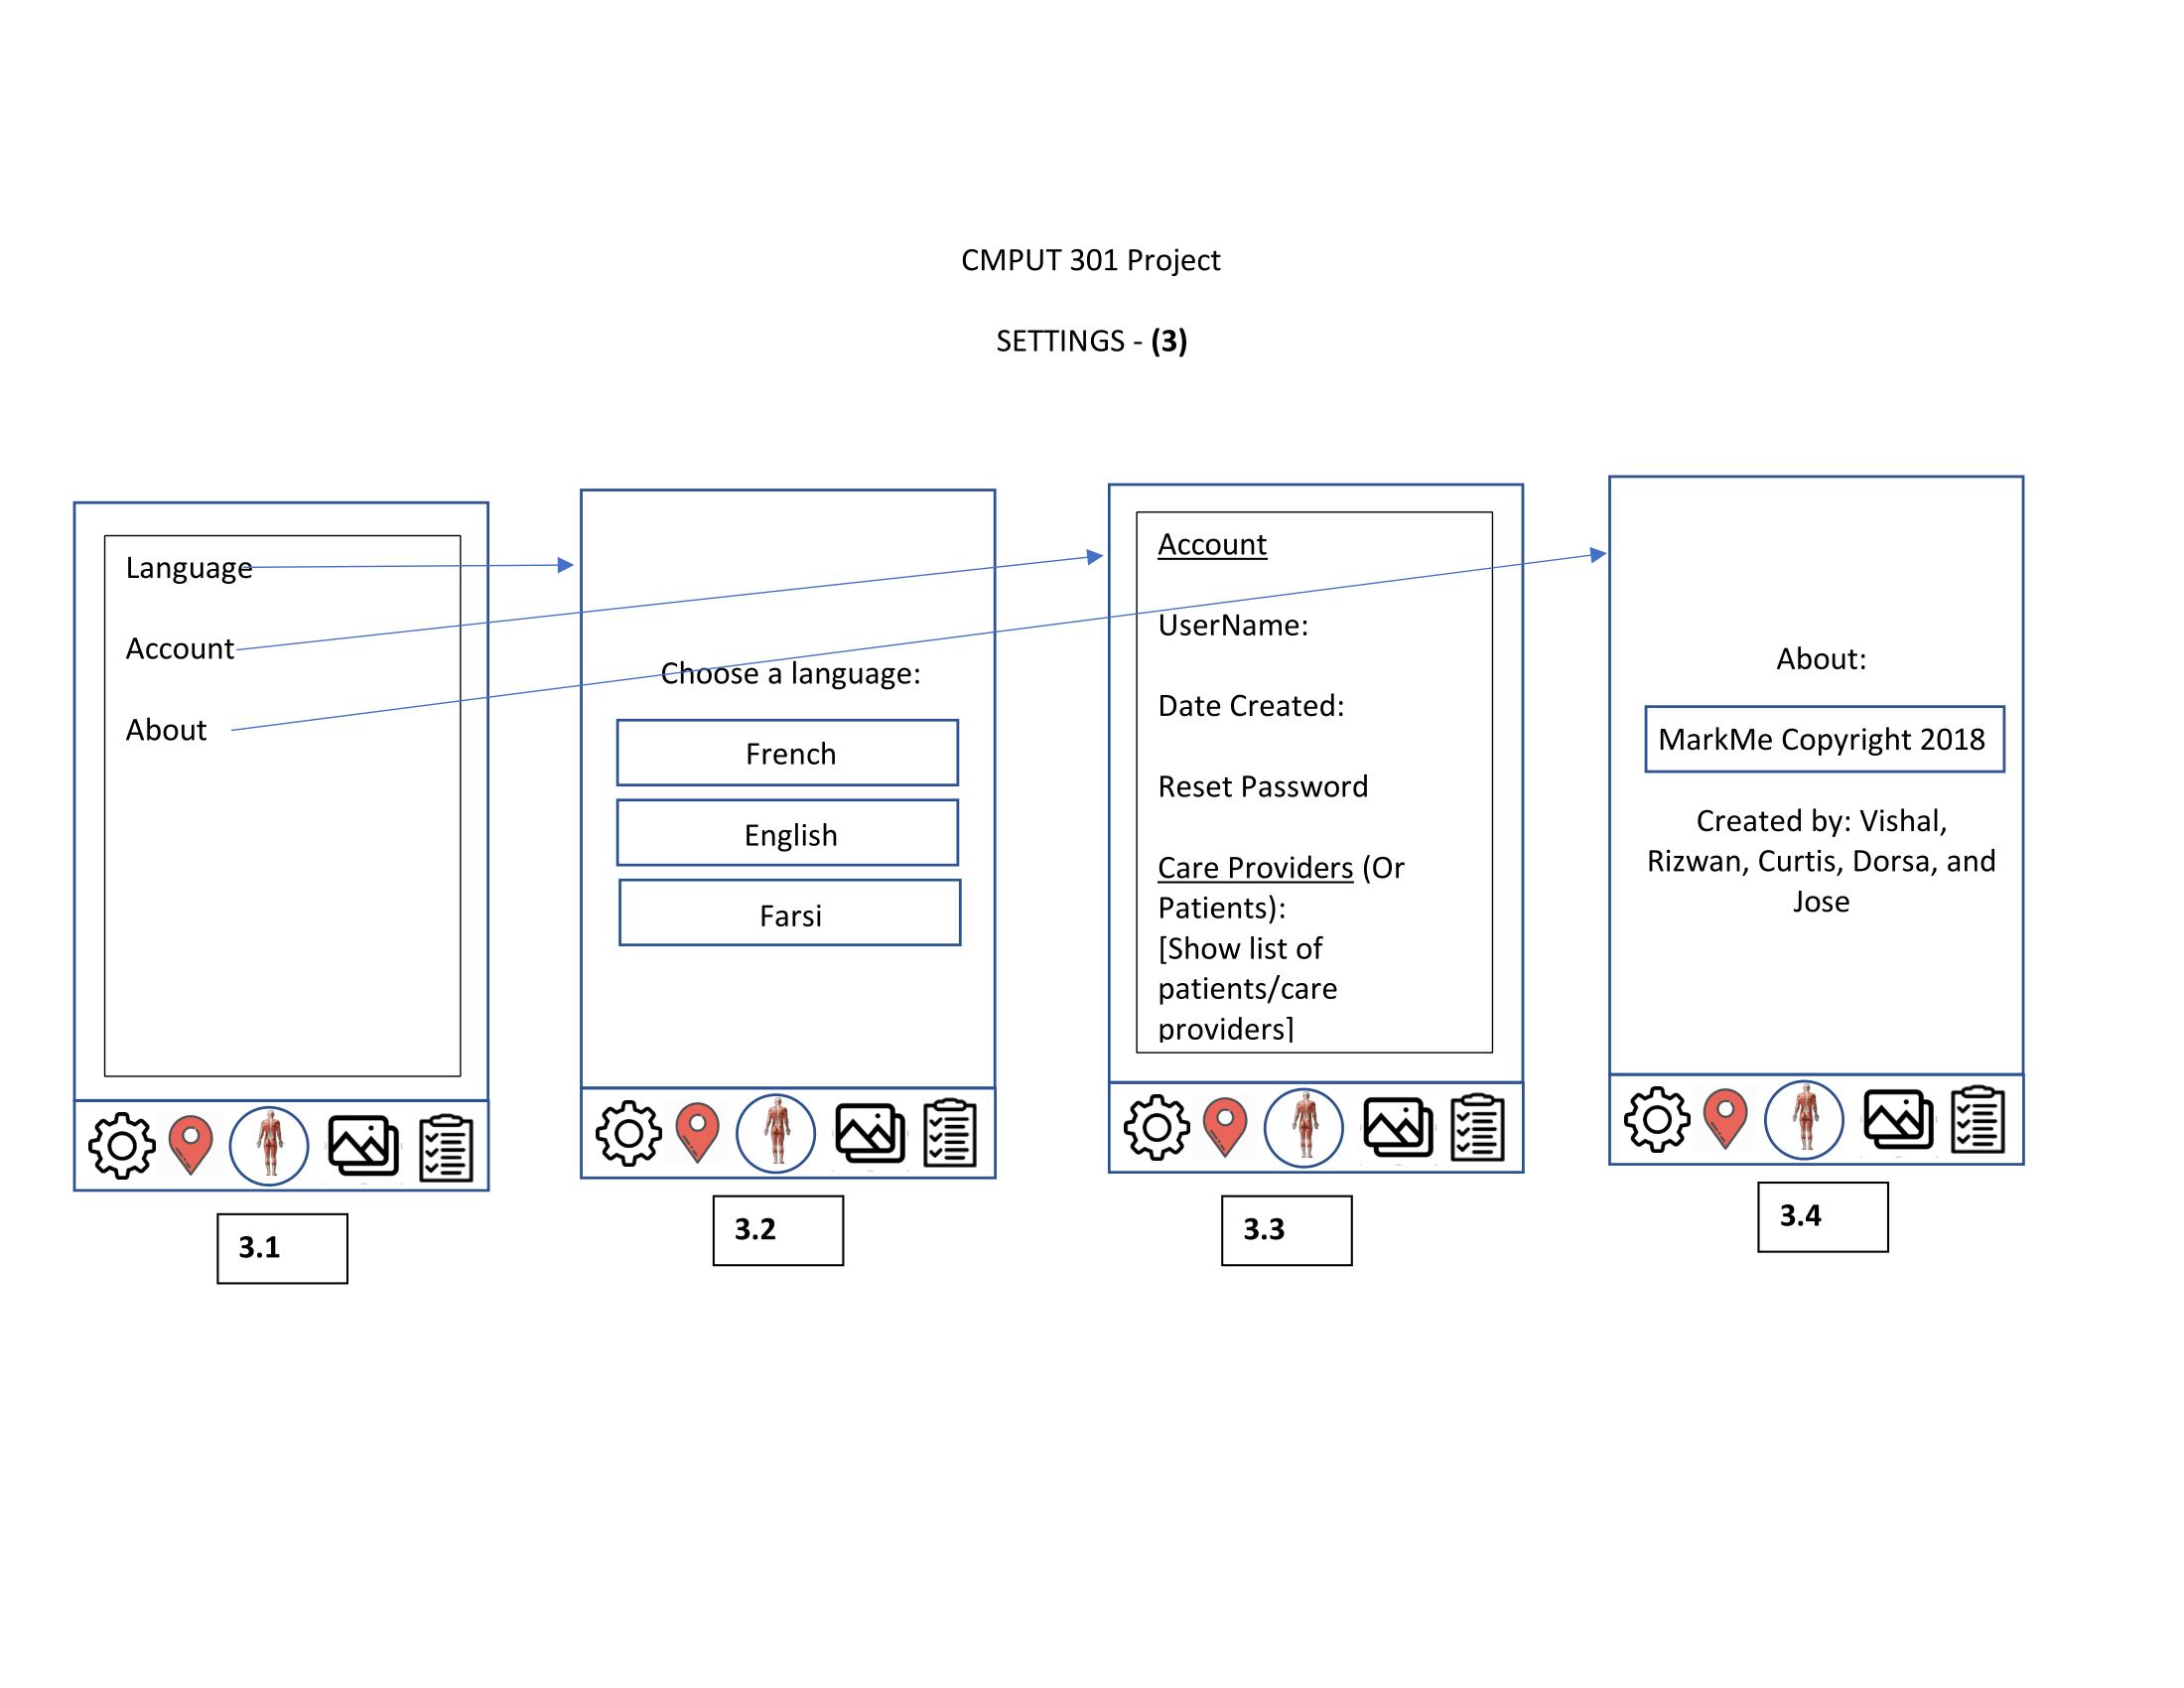 CMPUT 301 Project
SETTINGS - (3)
Language
Account
About
3.1
Choose a language:
French
English
Farsi
3.2
Account
UserName:
Date Created:
Reset Password
Care Providers (Or
Patients):
[Show list of
patients/care
providers]
3.3
About:
MarkMe Copyright 2018
Created by: Vishal,
Rizwan, Curtis, Dorsa, and
Jose
3.4